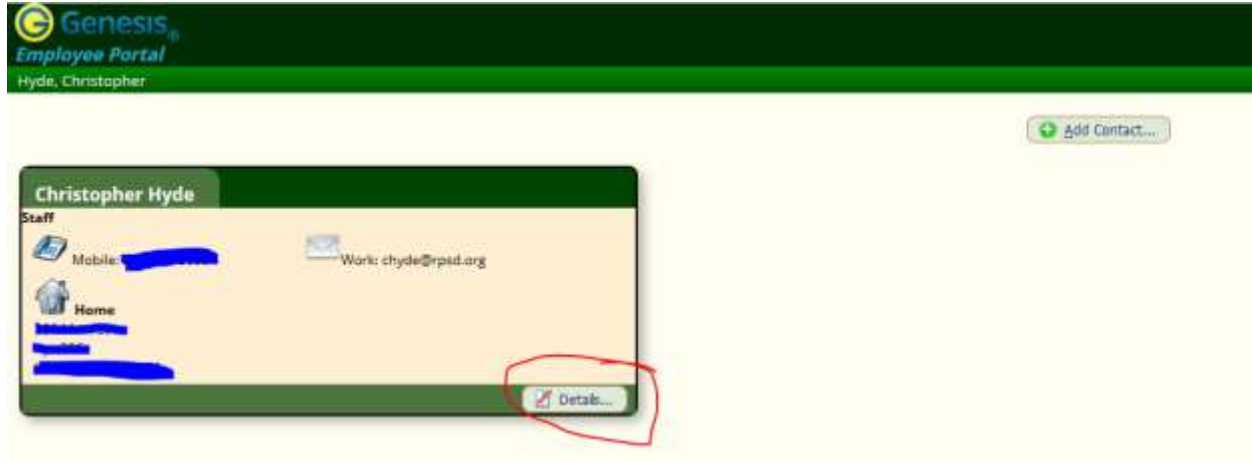 Genesis®
Employee Portal
Hyde, Christopher
Add Contact...
Christopher Hyde
Staff
Mobile:
Work: chyde@rpsd.org
Home
Details...